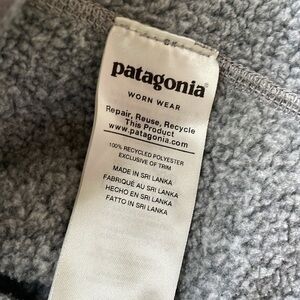 patagonia®
WORN WEAR
Repair, Reuse, Recycle
This Product
www.patagonia.com
100% RECYCLED POLYESTER
EXCLUSIVE OF TRIM
MADE IN SRI LANKA
FABRIQUÉ AU SRI LANKA
HECHO EN SRI LANKA
FATTO IN SRI LANKA